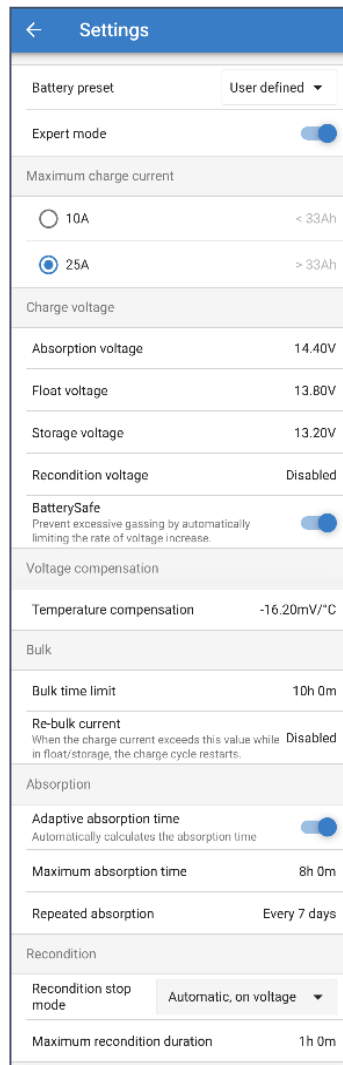 Settings
Battery preset User defined
Expert mode
Maximum charge current
10A < 33Ah
25A > 33Ah
Charge voltage
Absorption voltage 14.40V
Float voltage 13.80V
Storage voltage 13.20V
Recondition voltage Disabled
BatterySafe
Prevent excessive gassing by automatically
limiting the rate of voltage increase.
Voltage compensation
Temperature compensation -16.20mV/°C
Bulk
Bulk time limit 10h 0m
Re-bulk current
When the charge current exceeds this value while Disabled
in float/storage, the charge cycle restarts.
Absorption
Adaptive absorption time
Automatically calculates the absorption time
Maximum absorption time 8h 0m
Repeated absorption Every 7 days
Recondition
Recondition stop
mode Automatic, on voltage
Maximum recondition duration 1h 0m